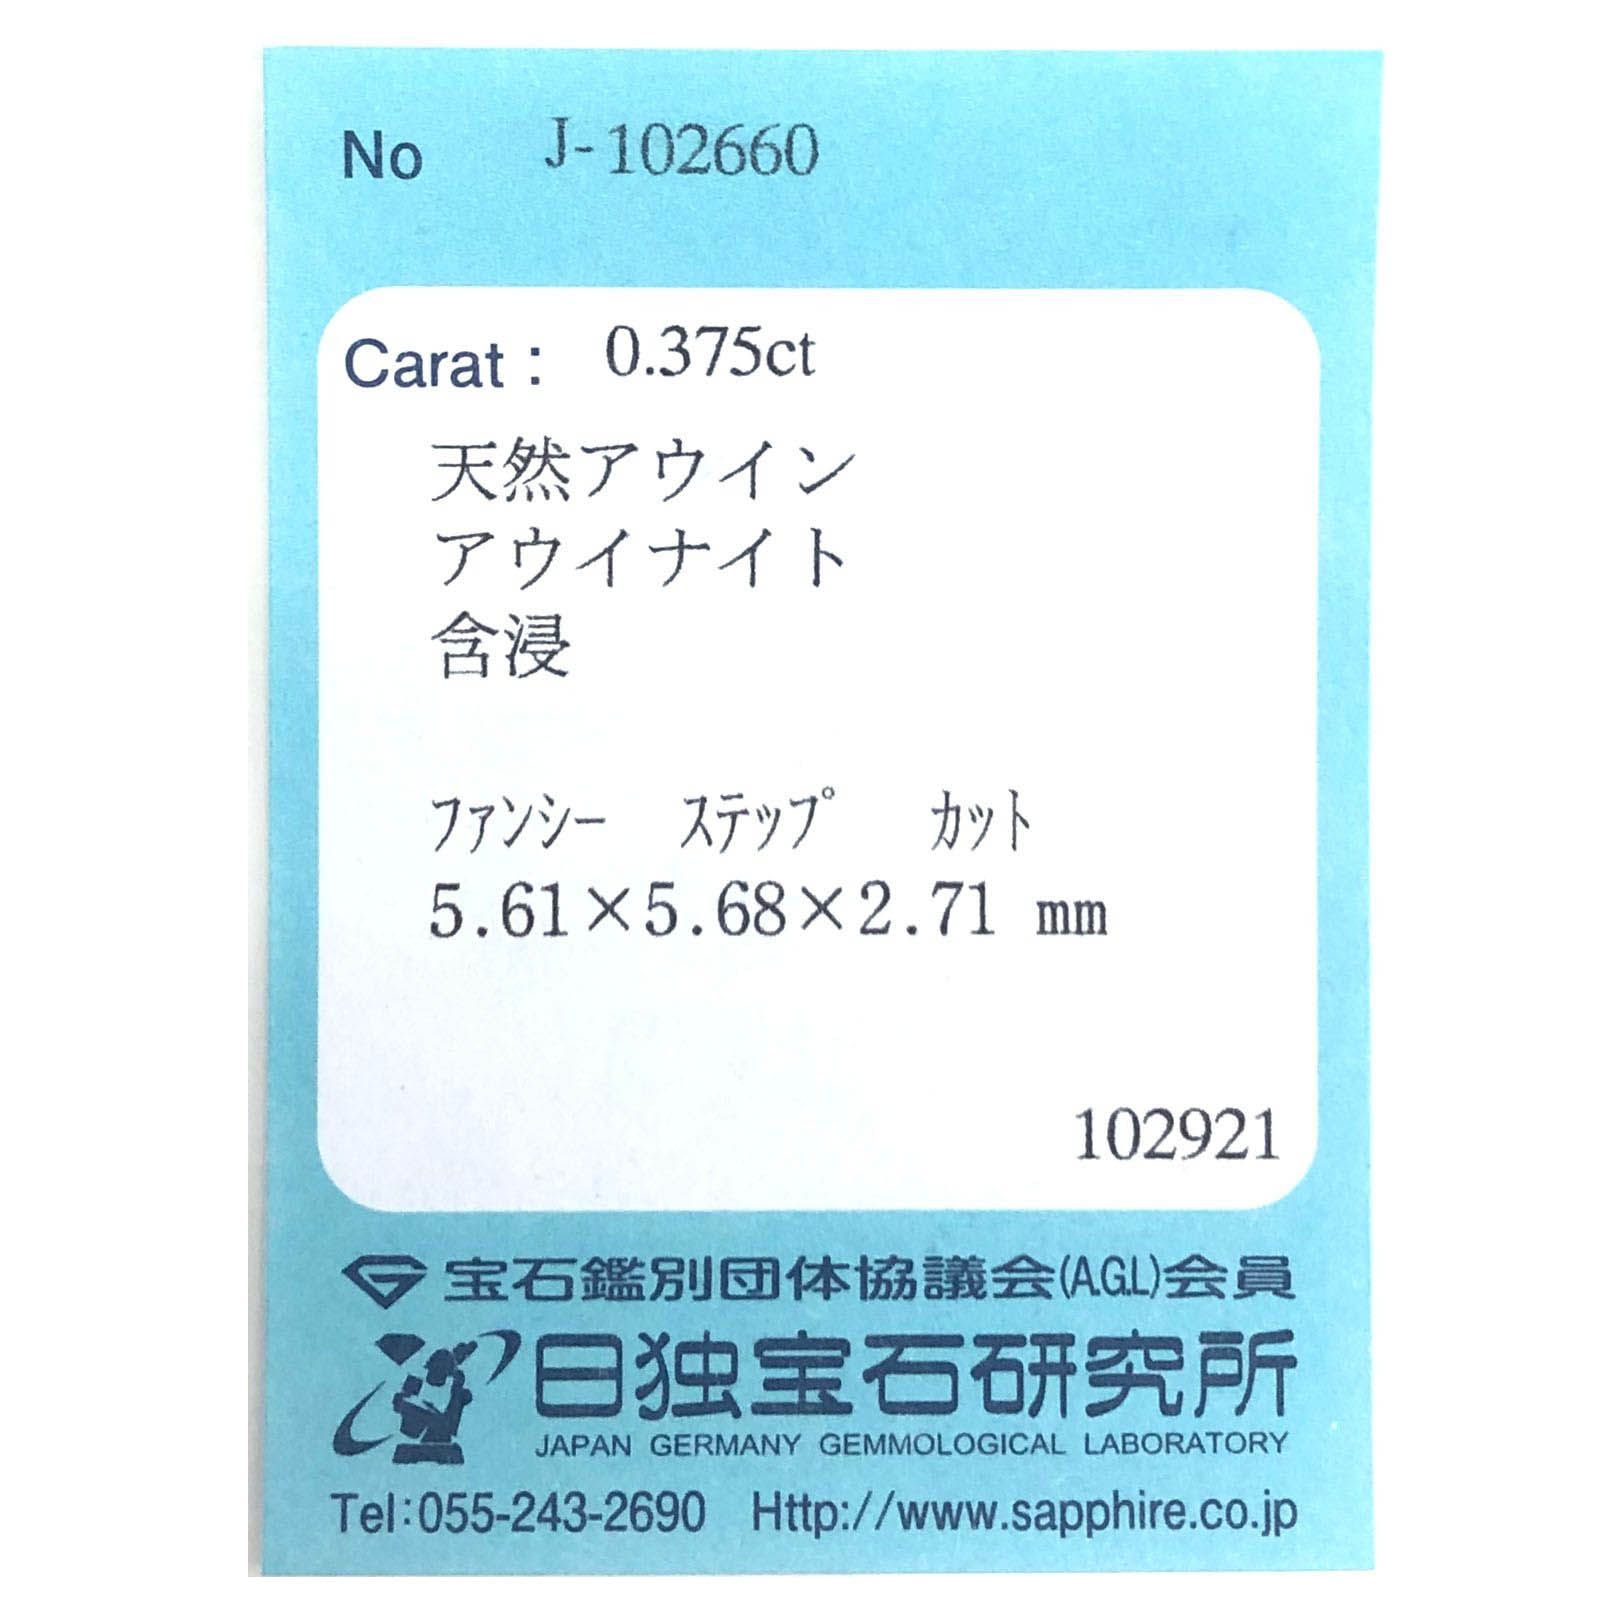 No J-102660
Carat : 0.375ct
天然アウイン
アウイナイト
含浸
ファンシー ステップ カット
5.61×5.68×2.71 mm
102921
宝石鑑別団体協議会(A.G.L)会員
日独宝石研究所
JAPAN GERMANY GEMMOLOGICAL LABORATORY
Tel:055-243-2690 Http://www.sapphire.co.jp